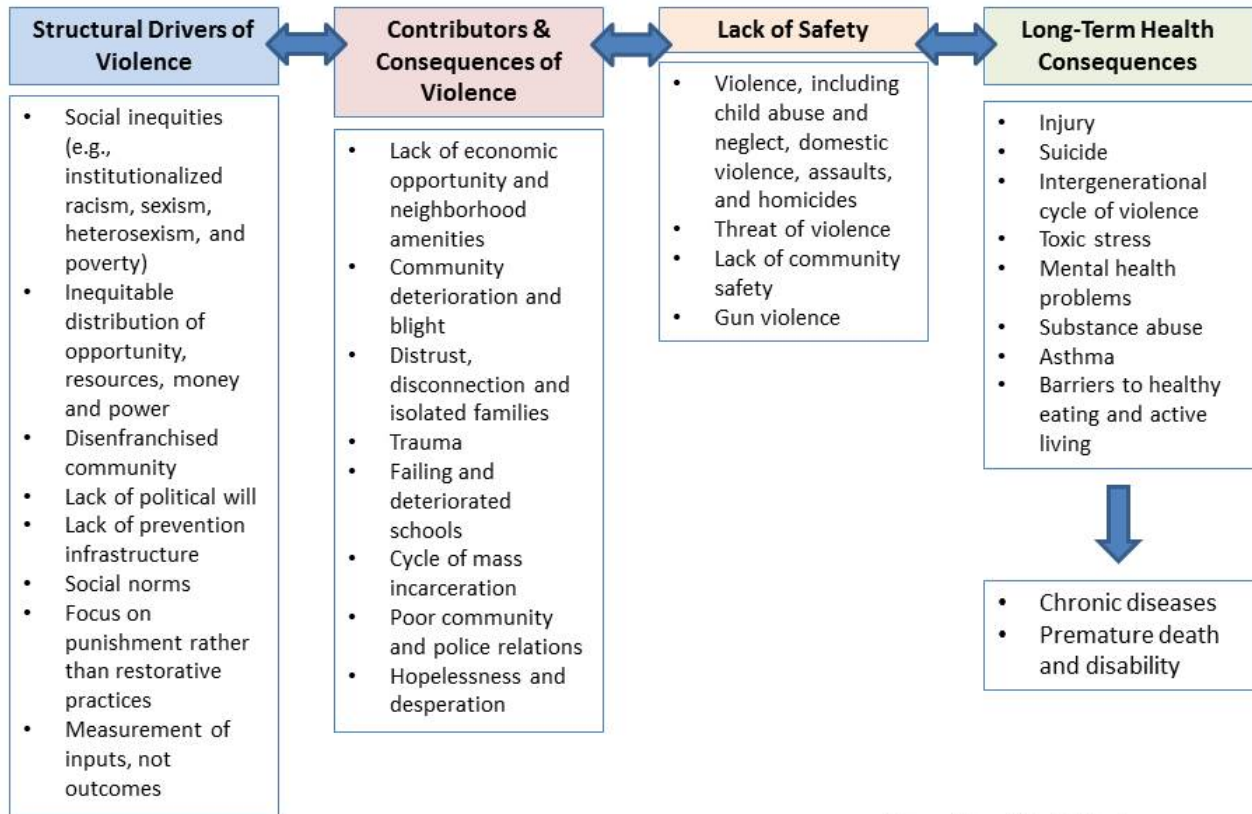 Structural Drivers of
Violence
• Social inequities
(e.g.,
institutionalized
racism, sexism,
heterosexism, and
poverty)
• Inequitable
distribution of
opportunity,
resources, money
and power
• Disenfranchised
community
• Lack of political will
• Lack of prevention
infrastructure
• Social norms
• Focus on
punishment rather
than restorative
practices
• Measurement of
inputs, not
outcomes
Contributors &
Consequences of
Violence
• Lack of economic
opportunity and
neighborhood
amenities
• Community
deterioration and
blight
• Distrust,
disconnection and
isolated families
• Trauma
• Failing and
deteriorated
schools
• Cycle of mass
incarceration
• Poor community
and police relations
• Hopelessness and
desperation
Lack of Safety
• Violence, including
child abuse and
neglect, domestic
violence, assaults,
and homicides
• Threat of violence
• Lack of community
safety
• Gun violence
Long-Term Health
Consequences
• Injury
• Suicide
• Intergenerational
cycle of violence
• Toxic stress
• Mental health
problems
• Substance abuse
• Asthma
• Barriers to healthy
eating and active
living
• Chronic diseases
• Premature death
and disability